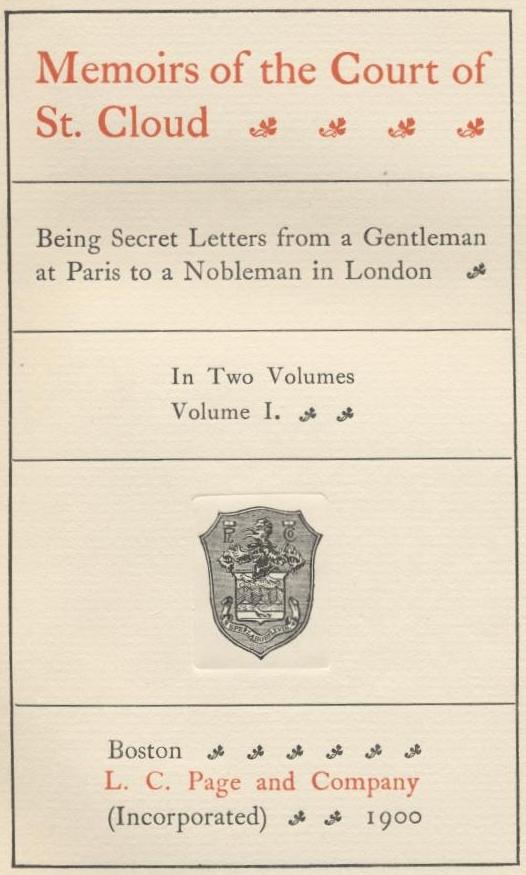 Memoirs of the Court of
St. Cloud
Being Secret Letters from a Gentleman
at Paris to a Nobleman in London
In Two Volumes
Volume I.
Boston
L. C. Page and Company
(Incorporated) 1900